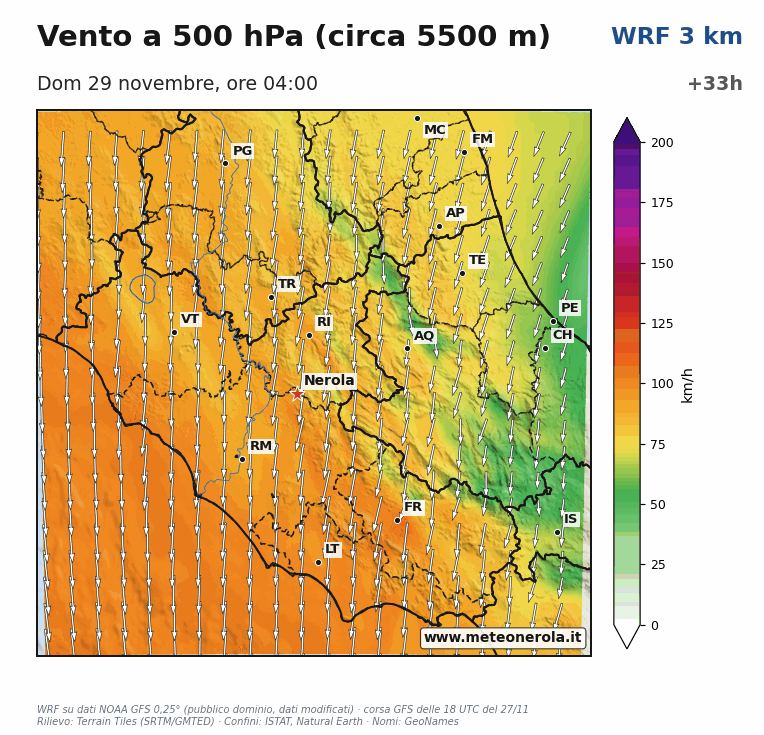 Vento a 500 hPa (circa 5500 m)
WRF 3 km
Dom 29 novembre, ore 04:00
+33h
MC
FM
PG
AP
TE
TR
PE
VT
RI
AQ
CH
Nerola
RM
FR
IS
LT
www.meteonerola.it
200
175
150
125
100
75
50
25
0
km/h
WRF su dati NOAA GFS 0,25° (pubblico dominio, dati modificati) · corsa GFS delle 18 UTC del 27/11
Rilievo: Terrain Tiles (SRTM/GMTED) · Confini: ISTAT, Natural Earth · Nomi: GeoNames